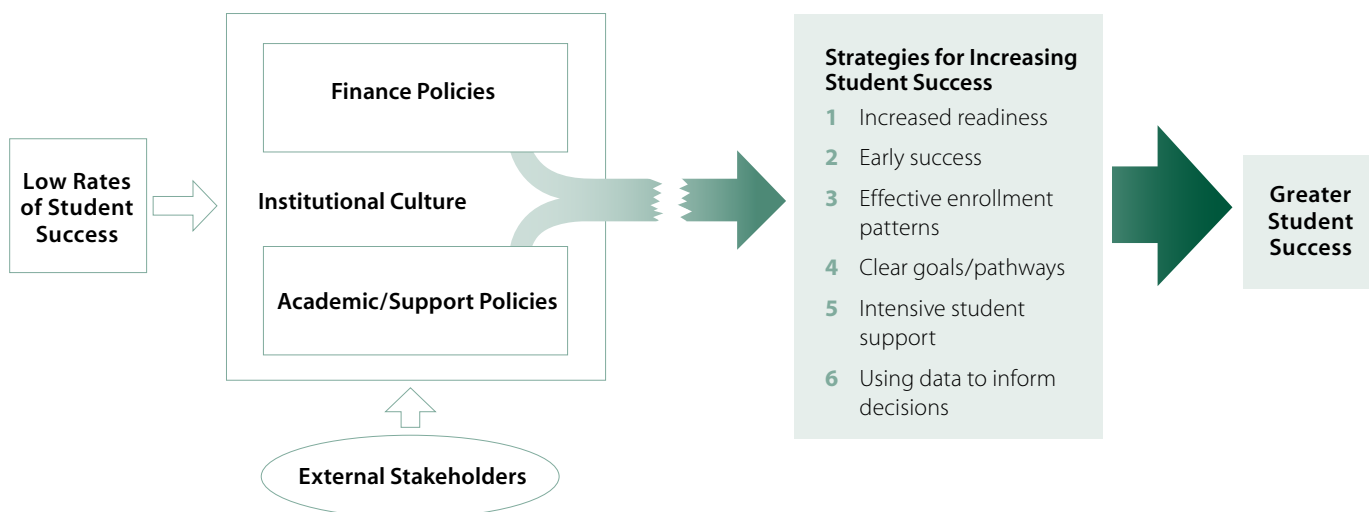 Low Rates
of Student
Success
Finance Policies
Institutional Culture
Academic/Support Policies
External Stakeholders
Strategies for Increasing
Student Success
1 Increased readiness
2 Early success
3 Effective enrollment
patterns
4 Clear goals/pathways
5 Intensive student
support
6 Using data to inform
decisions
Greater
Student
Success